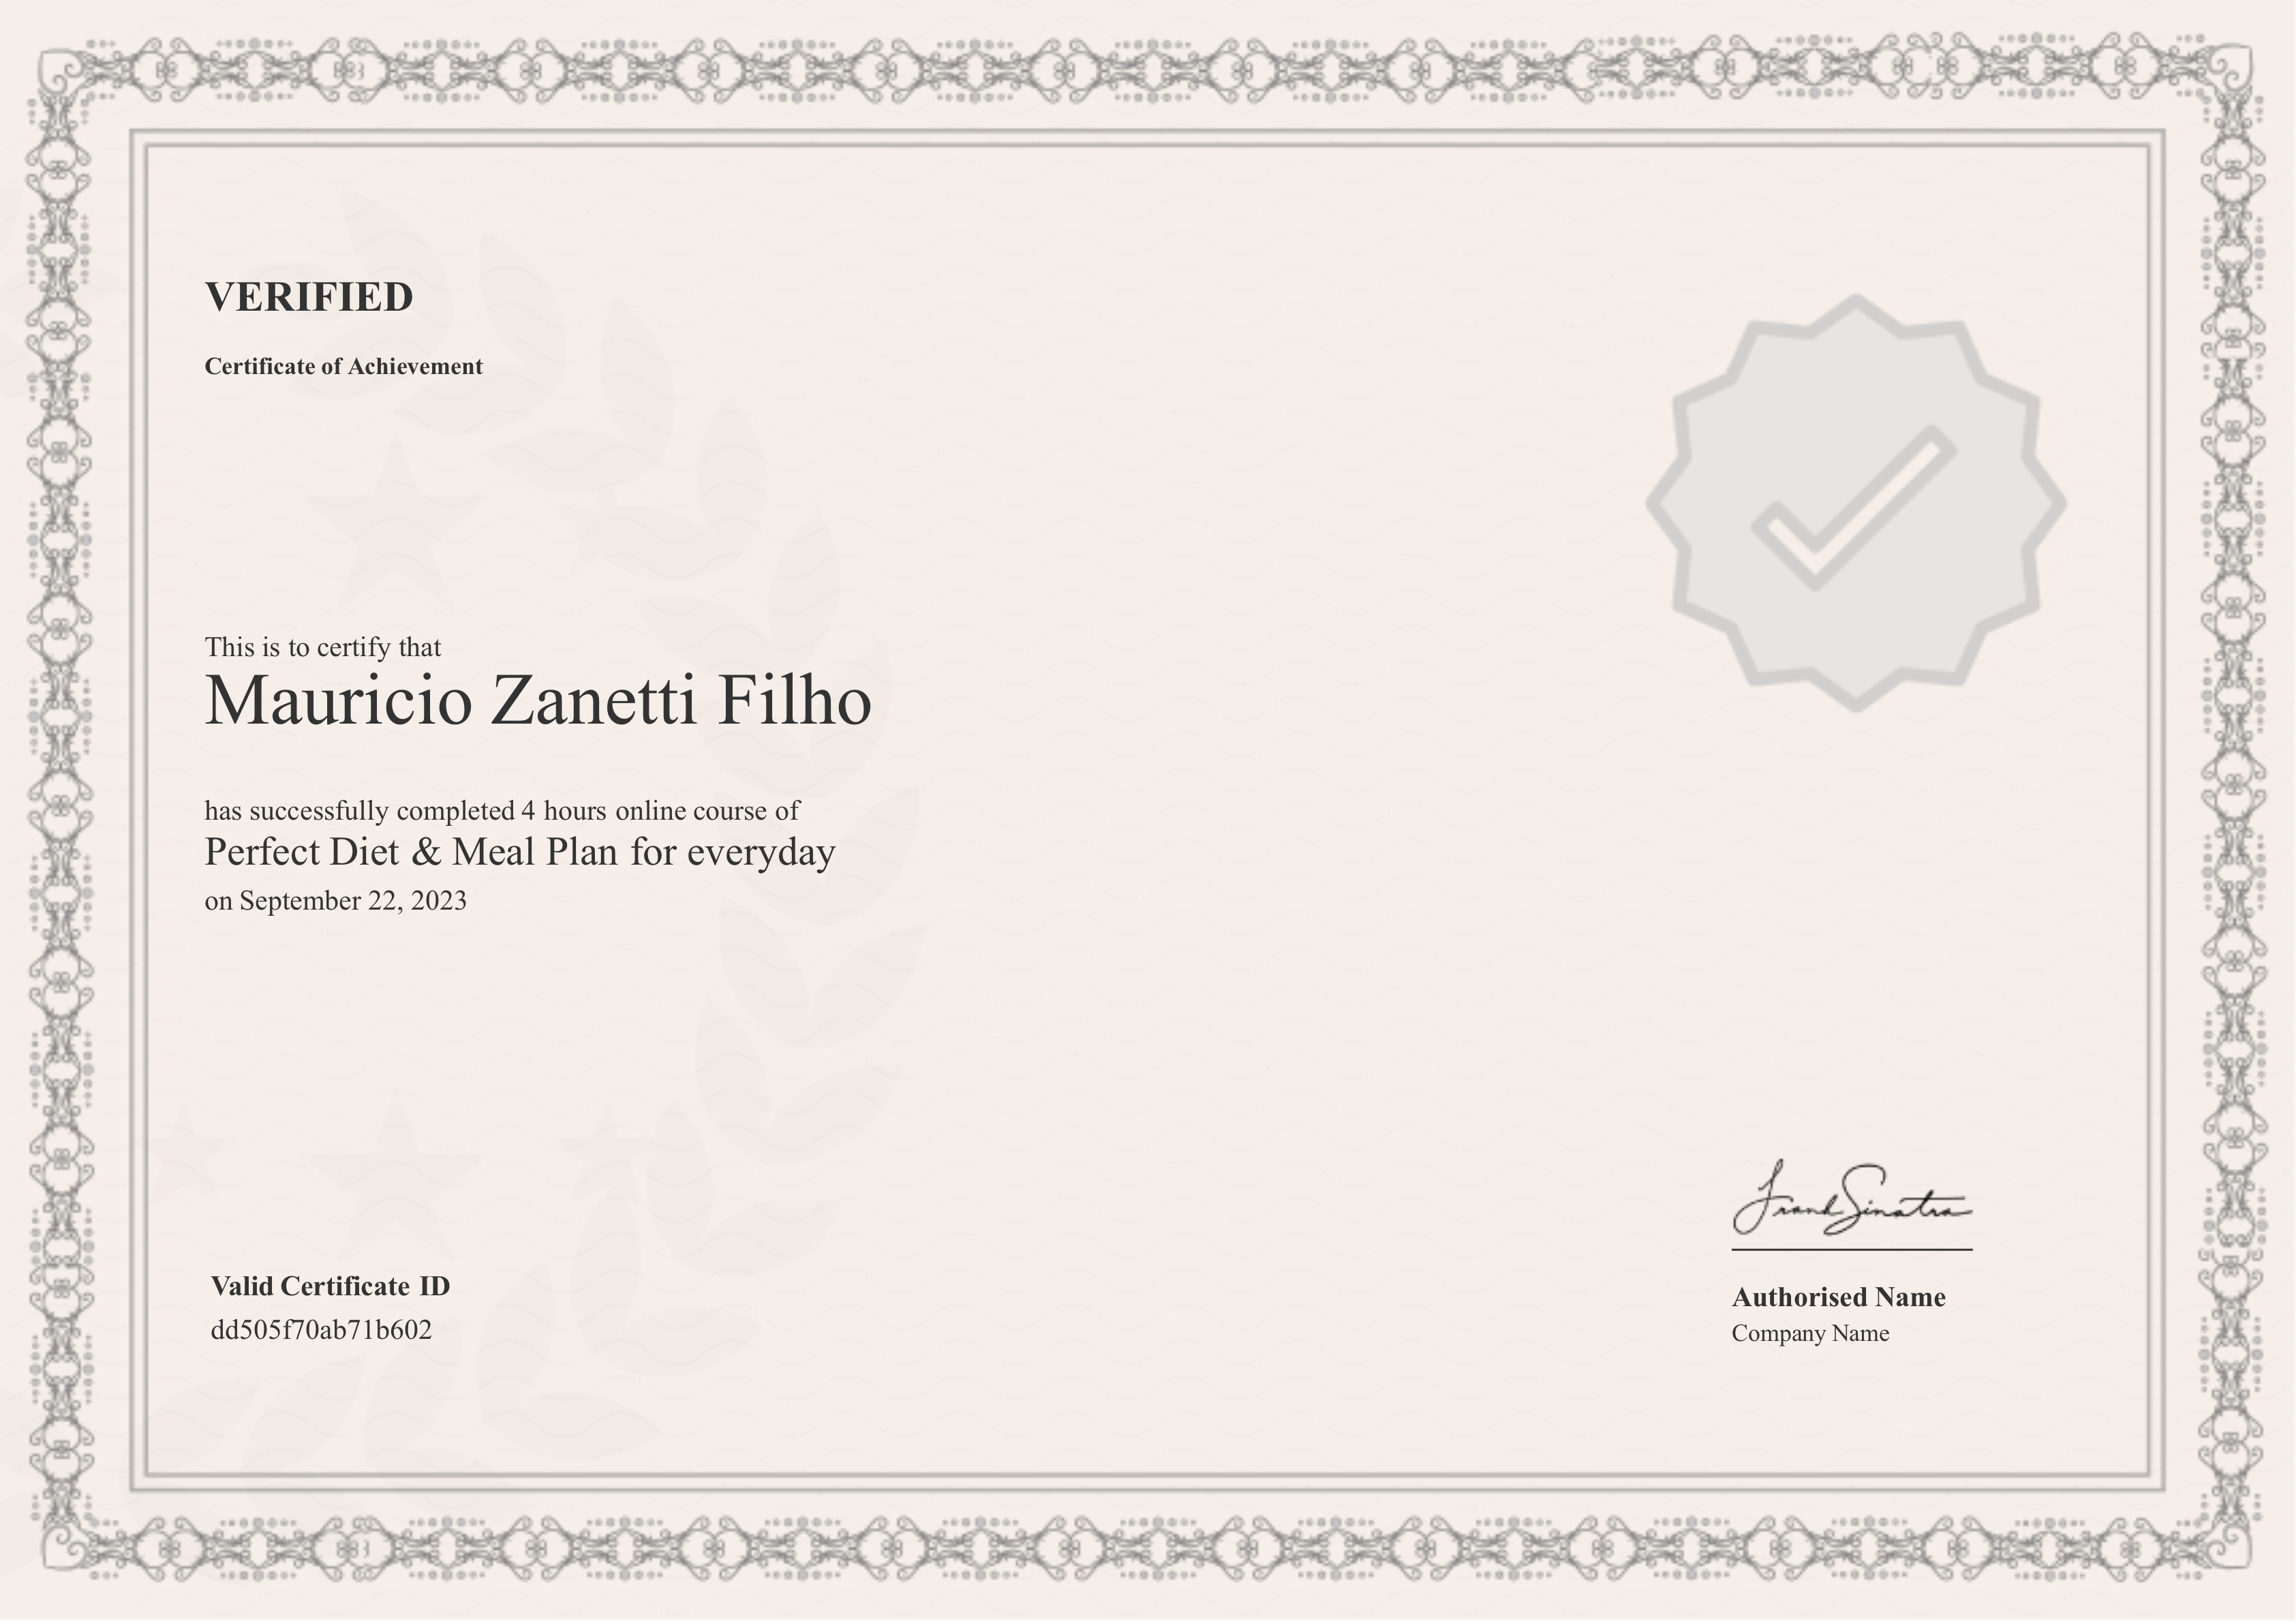 VERIFIED
Certificate of Achievement
This is to certify that
Mauricio Zanetti Filho
has successfully completed 4 hours online course of
Perfect Diet & Meal Plan for everyday
on September 22, 2023
Frank Sinatra
Valid Certificate ID
dd505f70ab71b602
Authorised Name
Company Name